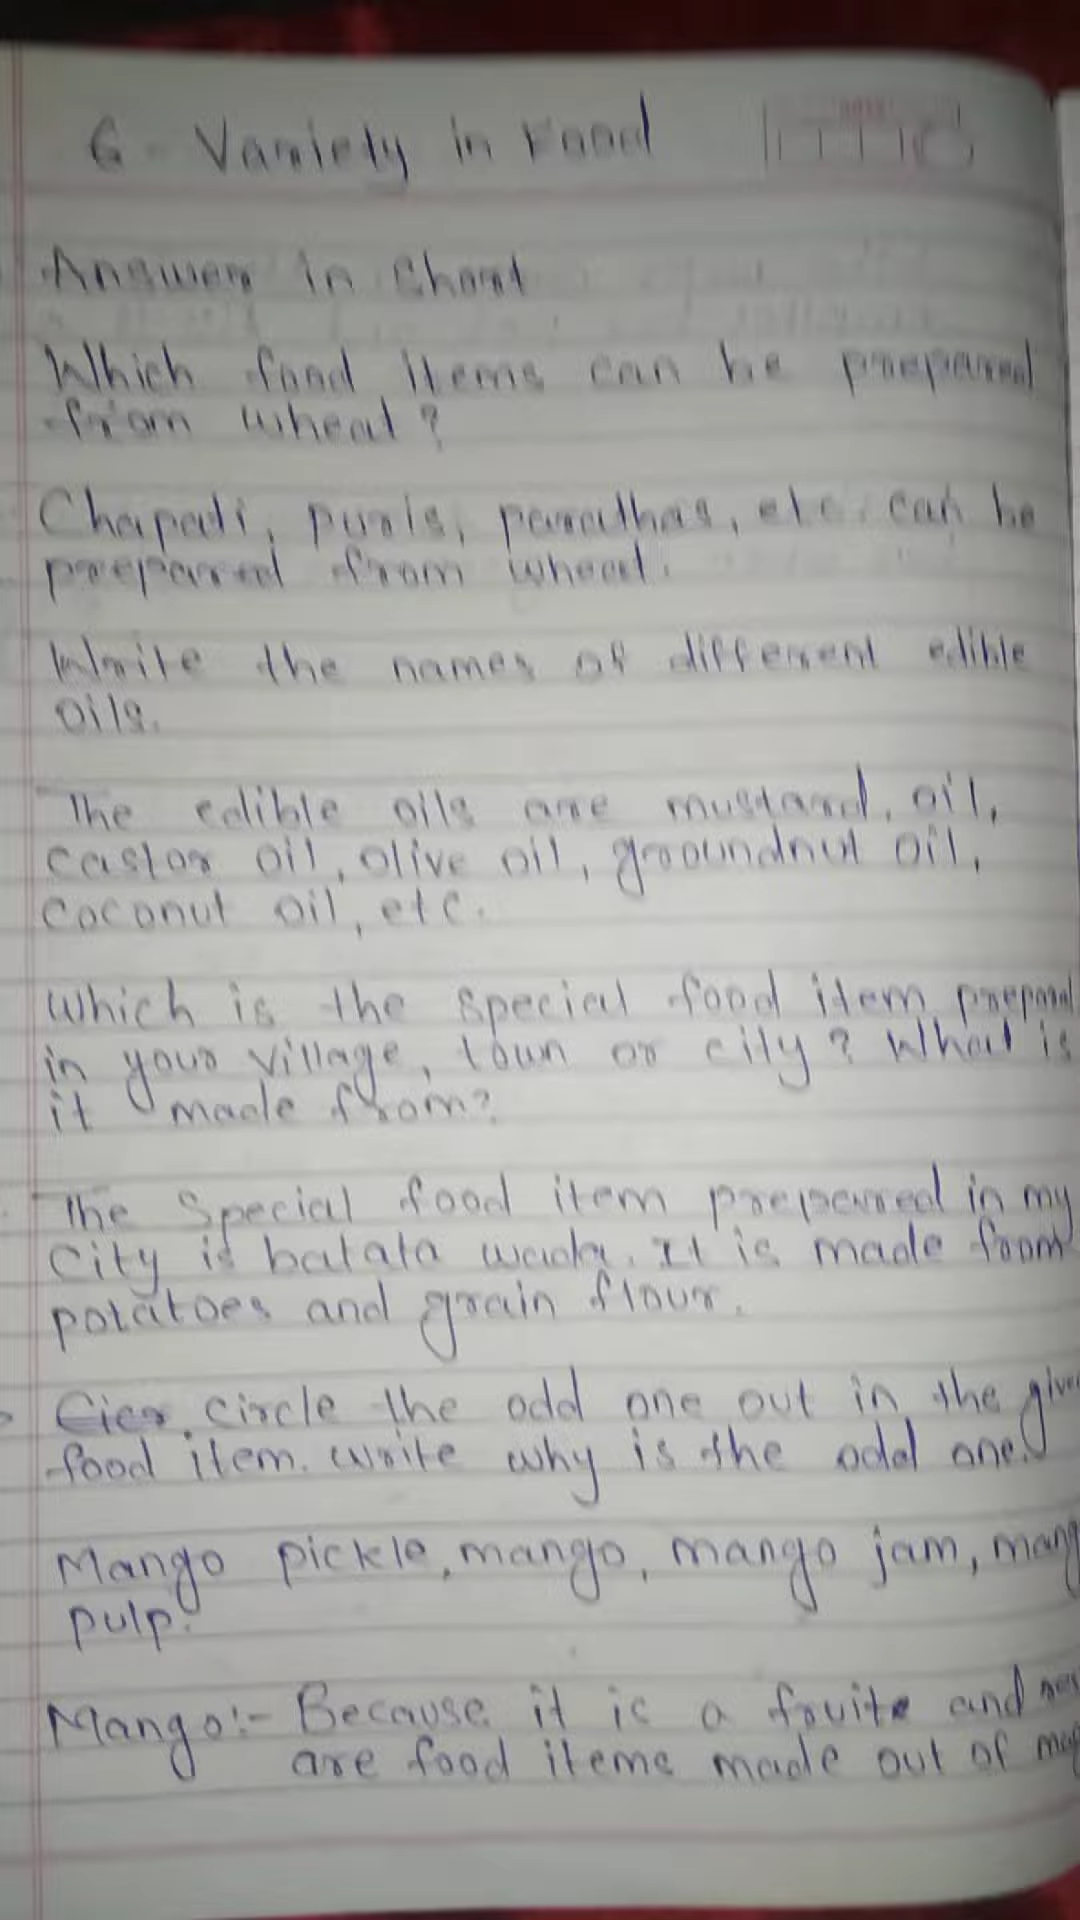 6 - Variety in Food
Answer in Short
Which food items can be prepared
from wheat?
Chapati, puris, parathas, etc. can be
prepared from wheat.
Write the names of different edible
oils.
The edible oils are mustard, oil,
castor oil, olive oil, groundnut oil,
coconut oil, etc.
Which is the special food item prepared
in your village, town or city? What is
it made from?
The special food item prepared in my
city is batata wada. It is made from
potatoes and grain flour.
circle the odd one out in the
food item. write why is the odd one.
Mango pickle, mango, mango jam,
pulp.
Mango:- Because it is a fruite and
are food items made out of